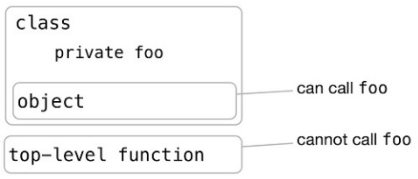 class
private foo
object
can call foo
top-level function
cannot call foo